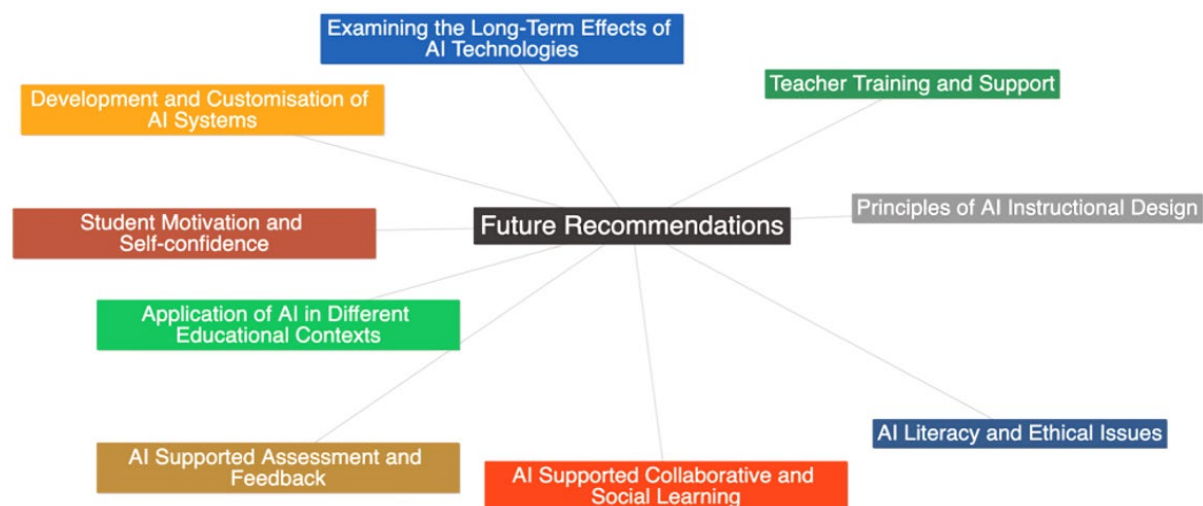 Examining the Long-Term Effects of
AI Technologies
Teacher Training and Support
Development and Customisation of
AI Systems
Principles of AI Instructional Design
Student Motivation and
Self-confidence
Future Recommendations
Application of AI in Different
Educational Contexts
AI Literacy and Ethical Issues
AI Supported Assessment and
Feedback
AI Supported Collaborative and
Social Learning